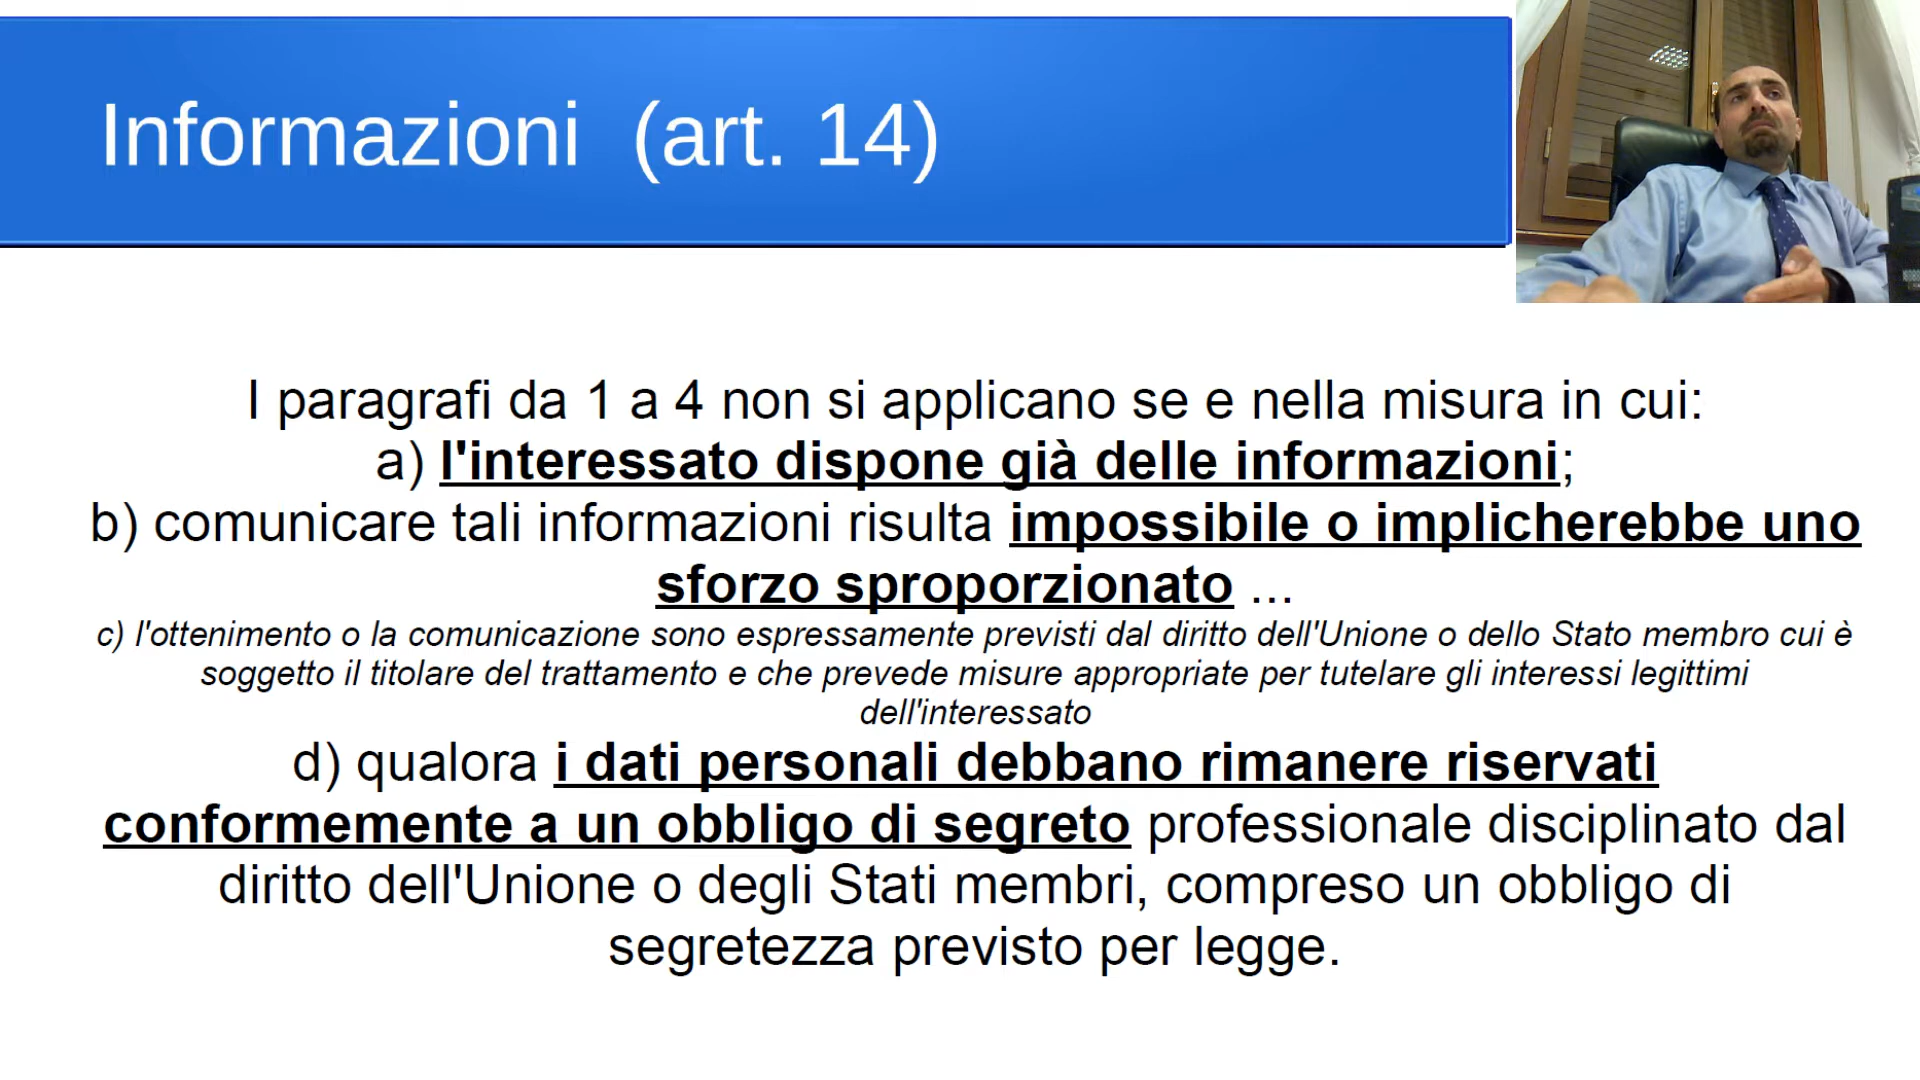 Informazioni (art. 14)
I paragrafi da 1 a 4 non si applicano se e nella misura in cui:
a) l'interessato dispone già delle informazioni;
b) comunicare tali informazioni risulta impossibile o implicherebbe uno
sforzo sproporzionato ...
c) l'ottenimento o la comunicazione sono espressamente previsti dal diritto dell'Unione o dello Stato membro cui è
soggetto il titolare del trattamento e che prevede misure appropriate per tutelare gli interessi legittimi
dell'interessato
d) qualora i dati personali debbano rimanere riservati
conformemente a un obbligo di segreto professionale disciplinato dal
diritto dell'Unione o degli Stati membri, compreso un obbligo di
segretezza previsto per legge.